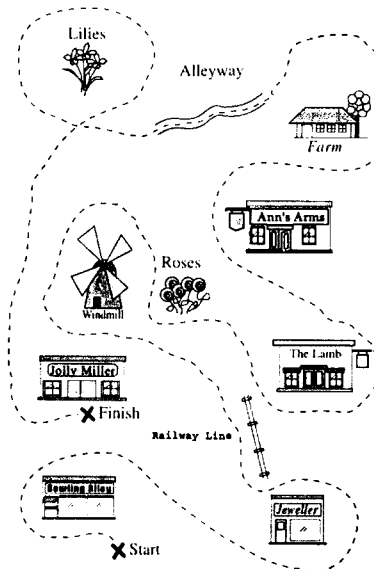 Lilies
Alleyway
Farm
Ann's Arms
Roses
Windmill
The Lamb
Jolly Miller
Finish
Railway Line
Bowling Alley
Jeweller
Start